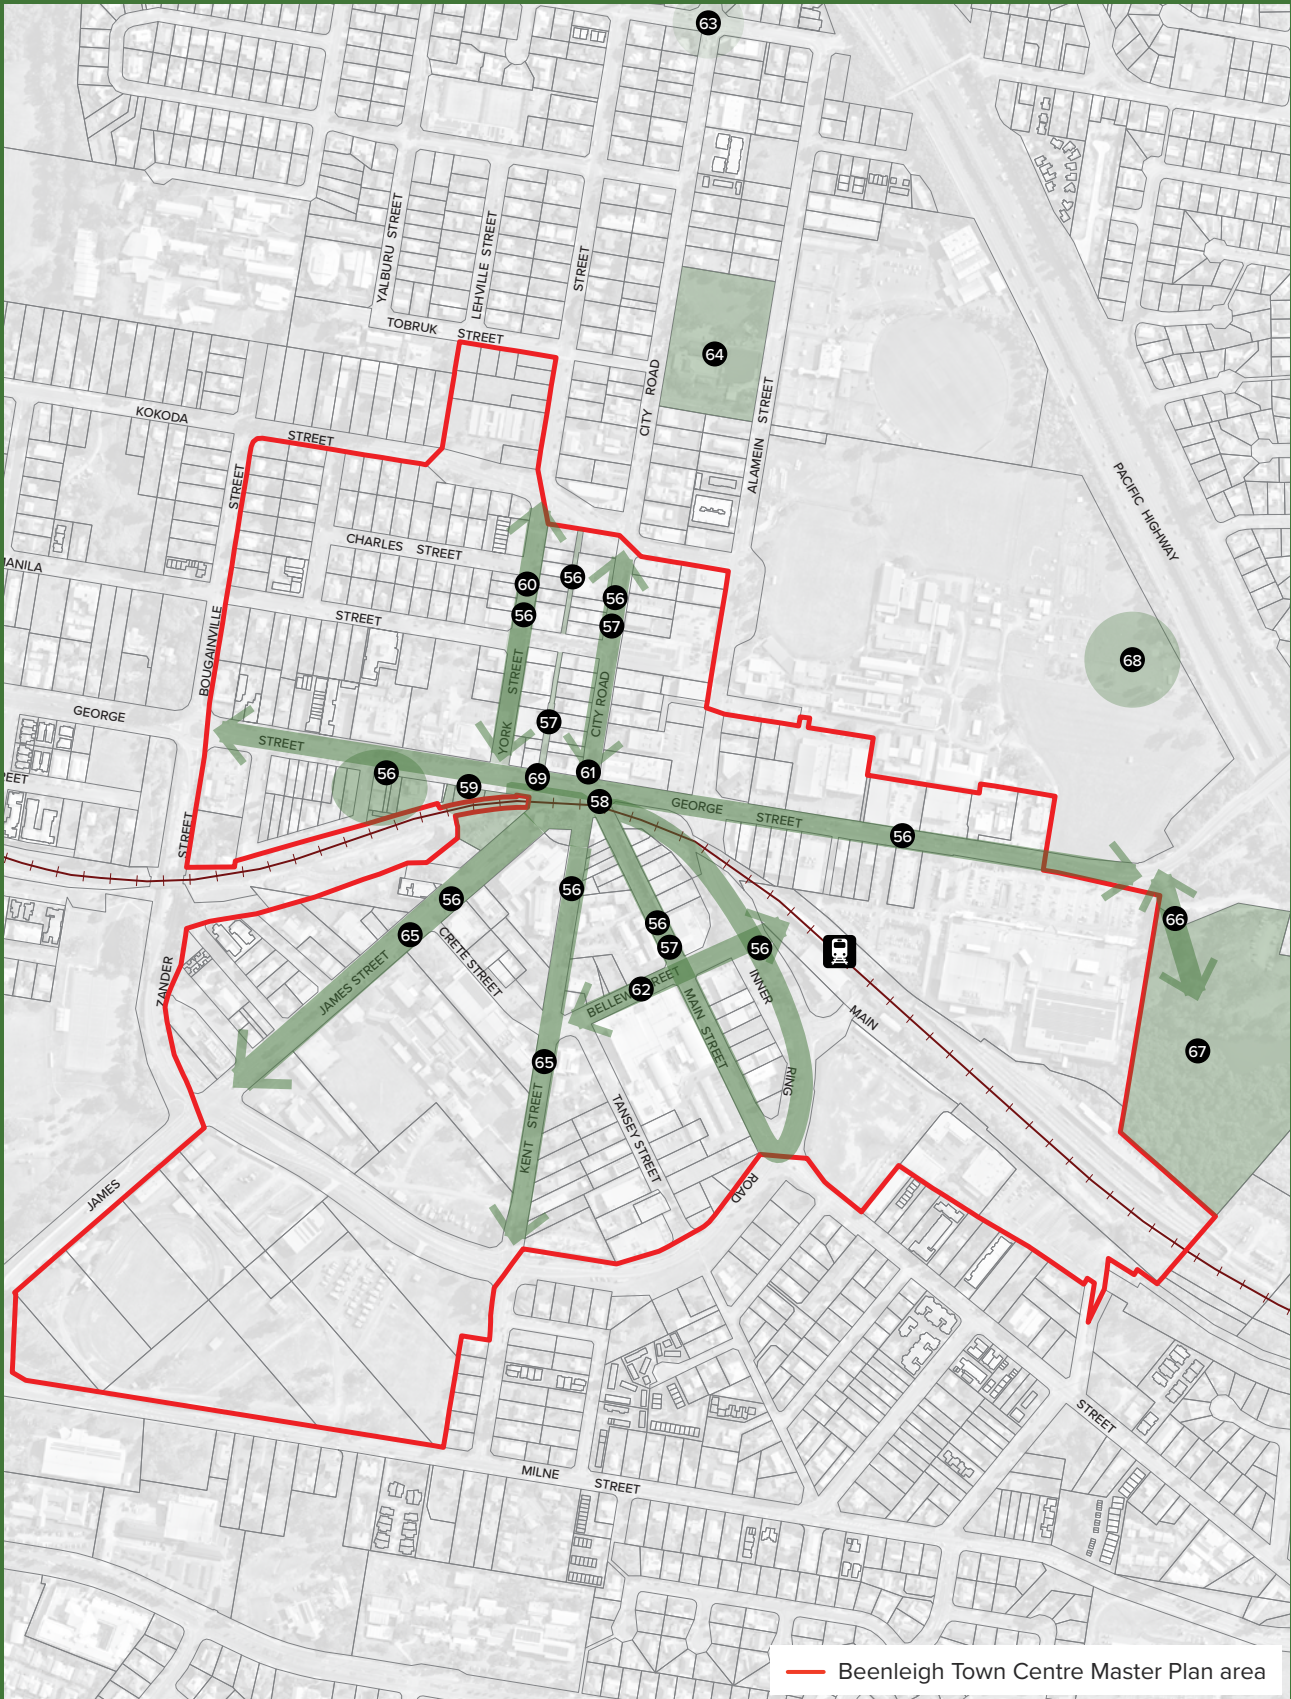 63
YALBURU STREET
LEHVILLE STREET
STREET
TOBRUK STREET
64
CITY ROAD
ALAMEIN STREET
KOKODA
STREET
STREET
PACIFIC HIGHWAY
CHARLES STREET
MANILA
STREET
60
56
56
56
57
68
BOUGAINVILLE
STREET
YORK
CITY ROAD
GEORGE
STREET
57
56
59
69
61
58
GEORGE STREET
56
REET
STREET
56
56
65
JAMES STREET
CRETE STREET
56
57
56
66
INNER
MAIN
ZANDER
62
BELLEW STREET
MAIN STREET
65
67
RING
KENT STREET
TANSEY STREET
ROAD
JAMES
STREET
MILNE STREET
Beenleigh Town Centre Master Plan area